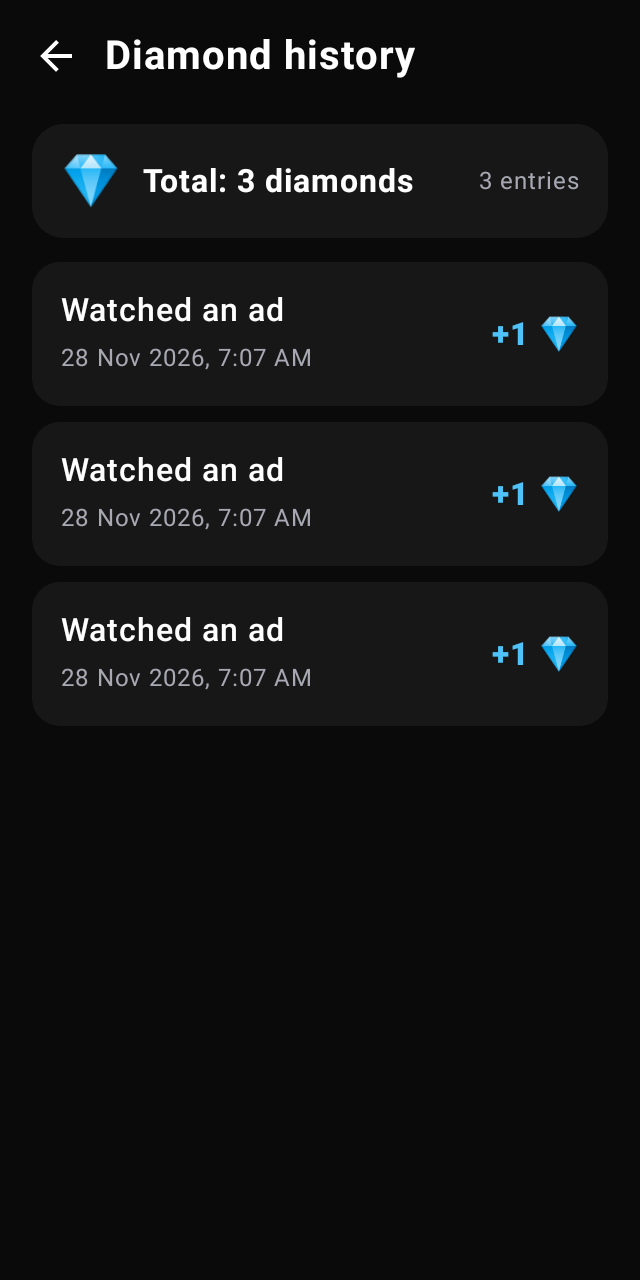 Diamond history
Total: 3 diamonds
3 entries
Watched an ad
28 Nov 2026, 7:07 AM
+1
Watched an ad
28 Nov 2026, 7:07 AM
+1
Watched an ad
28 Nov 2026, 7:07 AM
+1